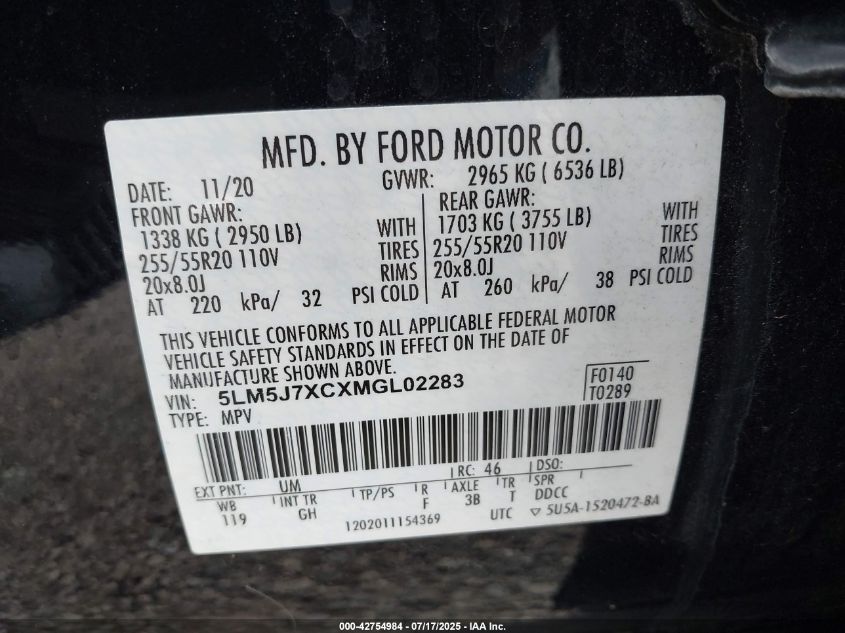 MFD. BY FORD MOTOR CO.
DATE: 11/20 GVWR: 2965 KG ( 6536 LB)
FRONT GAWR:
1338 KG ( 2950 LB) WITH
255/55R20 110V TIRES
20x8.0J RIMS
AT 220 kPa/ 32 PSI COLD
REAR GAWR:
1703 KG ( 3755 LB) WITH
255/55R20 110V TIRES
20x8.0J RIMS
AT 260 kPa/ 38 PSI COLD
THIS VEHICLE CONFORMS TO ALL APPLICABLE FEDERAL MOTOR
VEHICLE SAFETY STANDARDS IN EFFECT ON THE DATE OF
MANUFACTURE SHOWN ABOVE.
VIN: 5LM5J7XCXMGL02283
TYPE: MPV
F0140
T0289
EXT PNT: UM RC: 46 DSO:
WB INT TR TP/PS R AXLE TR SPR
119 GH F 3B T DDCC
1202011154369 UTC ▽ 5U5A-1520472-BA
000-42754984 / 07/17/2025 - IAA Inc.